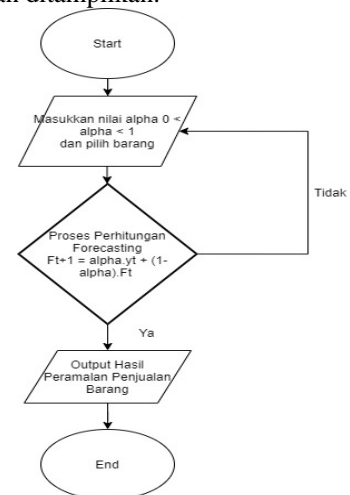 an ditampilkan.
Start
Masukkan nilai alpha 0 <
alpha < 1
dan pilih barang
Tidak
Proses Perhitungan
Forecasting
Ft+1 = alpha.yt + (1-
alpha).Ft
Ya
Output Hasil
Peramalan Penjualan
Barang
End